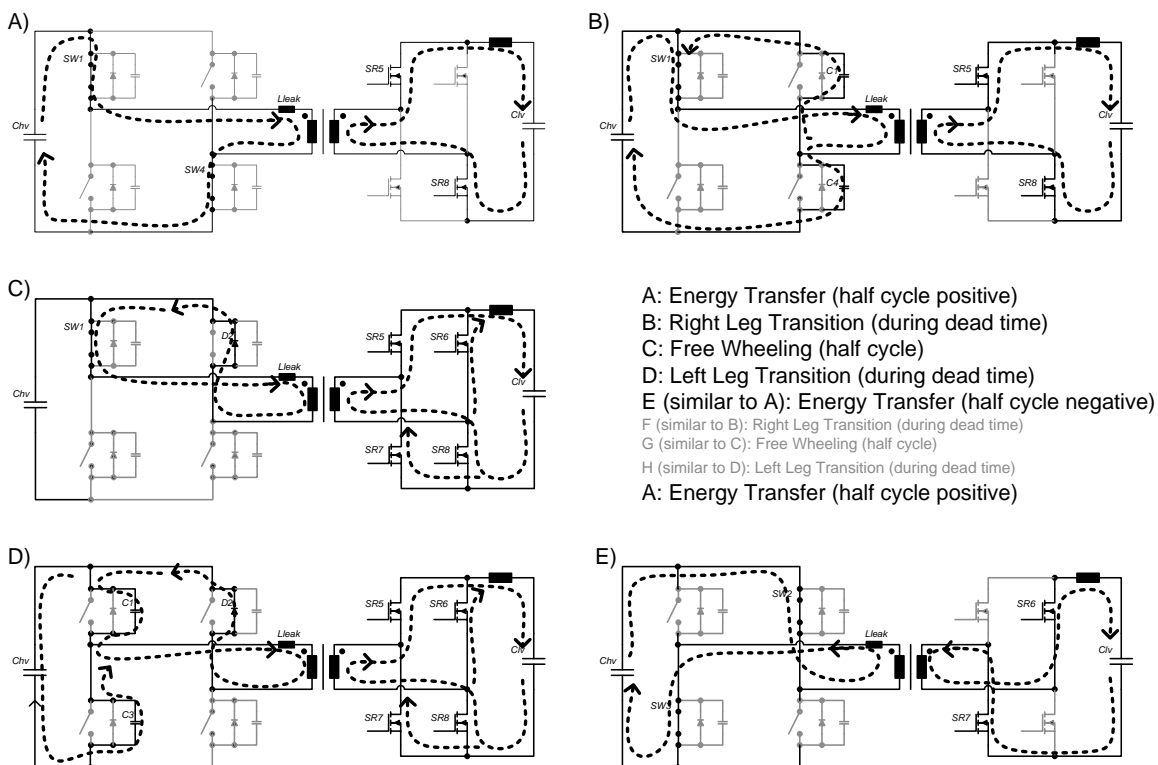 A)
SW1
Lleak
Chv
SW4
SR5
SR8
Clv
B)
SW1
C1
Lleak
Chv
C4
SR5
SR8
Clv
C)
SW1
D2
Lleak
Chv
SR5
SR6
SR7
SR8
Clv
A: Energy Transfer (half cycle positive)
B: Right Leg Transition (during dead time)
C: Free Wheeling (half cycle)
D: Left Leg Transition (during dead time)
E (similar to A): Energy Transfer (half cycle negative)
F (similar to B): Right Leg Transition (during dead time)
G (similar to C): Free Wheeling (half cycle)
H (similar to D): Left Leg Transition (during dead time)
A: Energy Transfer (half cycle positive)
D)
C1
D2
Lleak
Chv
C3
SR5
SR6
SR7
SR8
Clv
E)
SW2
Lleak
Chv
SW3
SR6
SR7
Clv